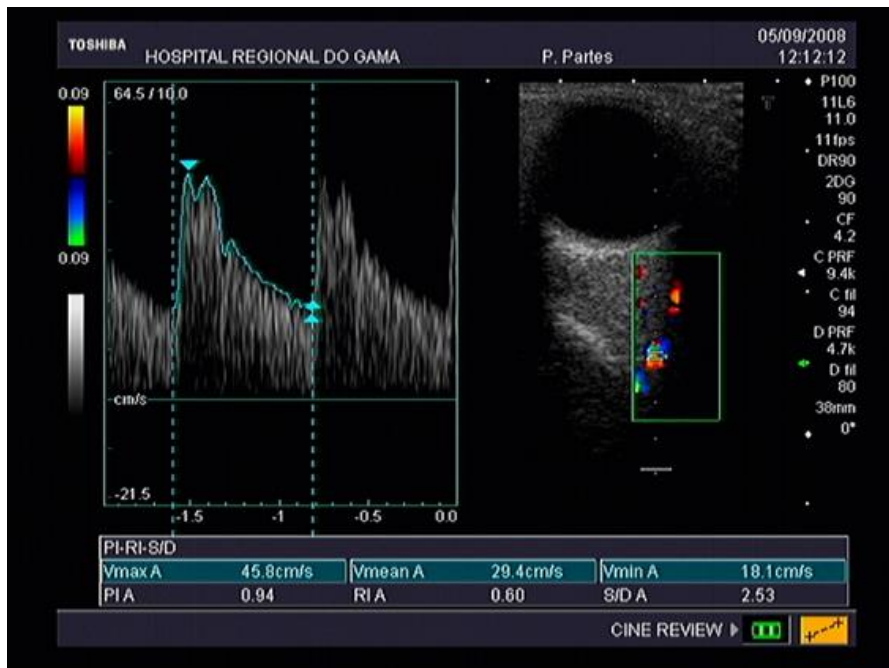 TOSHIBA
HOSPITAL REGIONAL DO GAMA
P. Partes
05/09/2008
12:12:12
0.09
0.09
64.5 / 10.0
cm/s
-21.5
-1.5 -1 -0.5 0.0
T
P100
11L6
11.0
11fps
DR90
2DG
90
CF
4.2
C PRF
9.4k
C fil
94
D PRF
4.7k
D fil
80
38mm
0°
PI-RI-S/D
Vmax A 45.8cm/s Vmean A 29.4cm/s Vmin A 18.1cm/s
PI A 0.94 RI A 0.60 S/D A 2.53
CINE REVIEW